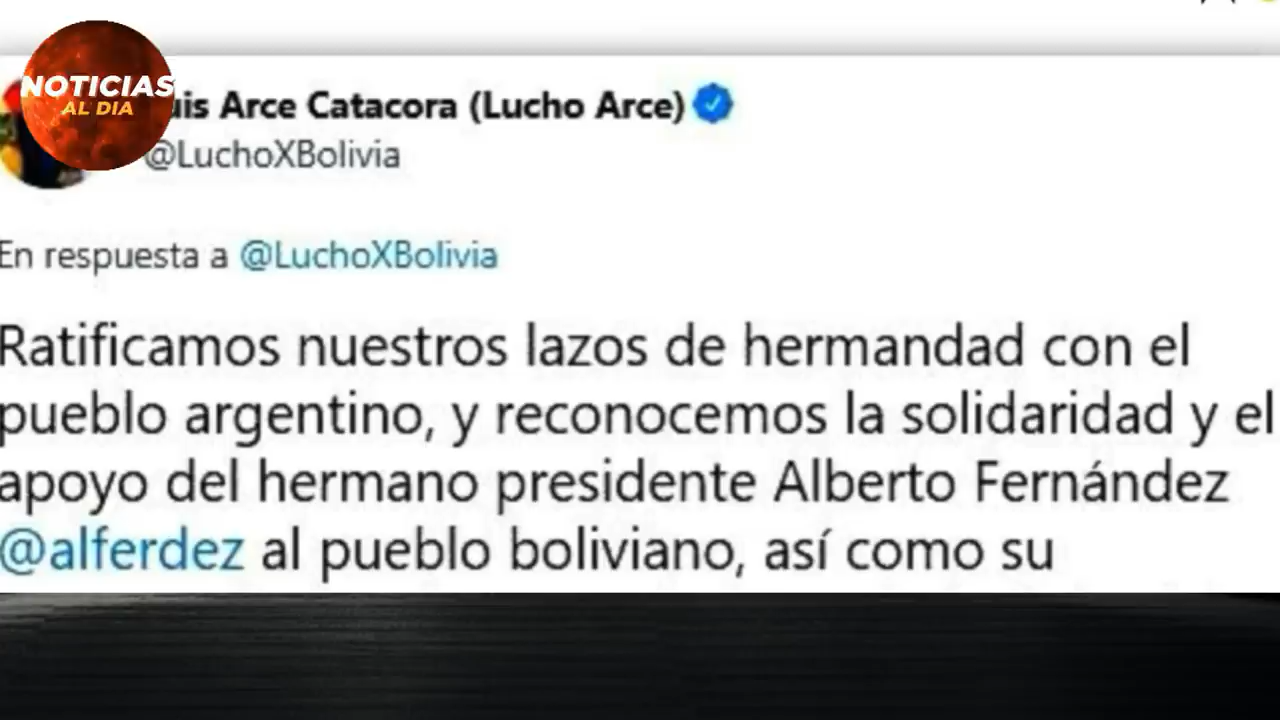 NOTICIAS
AL DIA
uis Arce Catacora (Lucho Arce)
@LuchoXBolivia
En respuesta a @LuchoXBolivia
Ratificamos nuestros lazos de hermandad con el
pueblo argentino, y reconocemos la solidaridad y el
apoyo del hermano presidente Alberto Fernández
@alferdez al pueblo boliviano, así como su